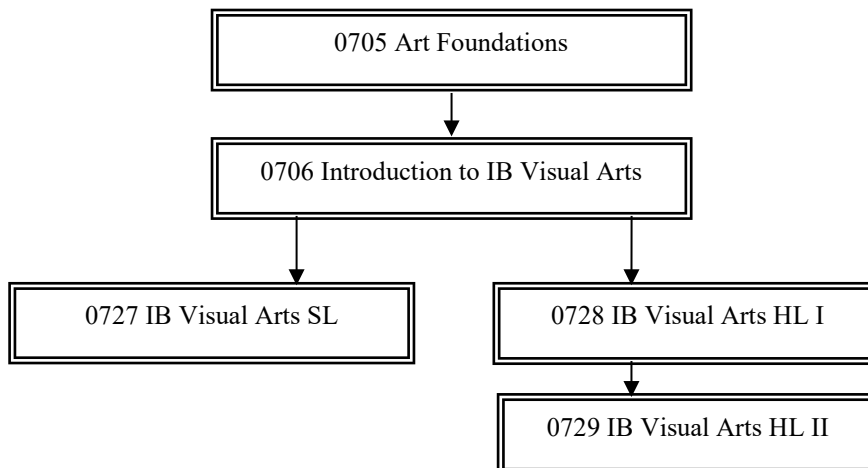 0705 Art Foundations
0706 Introduction to IB Visual Arts
0727 IB Visual Arts SL
0728 IB Visual Arts HL I
0729 IB Visual Arts HL II